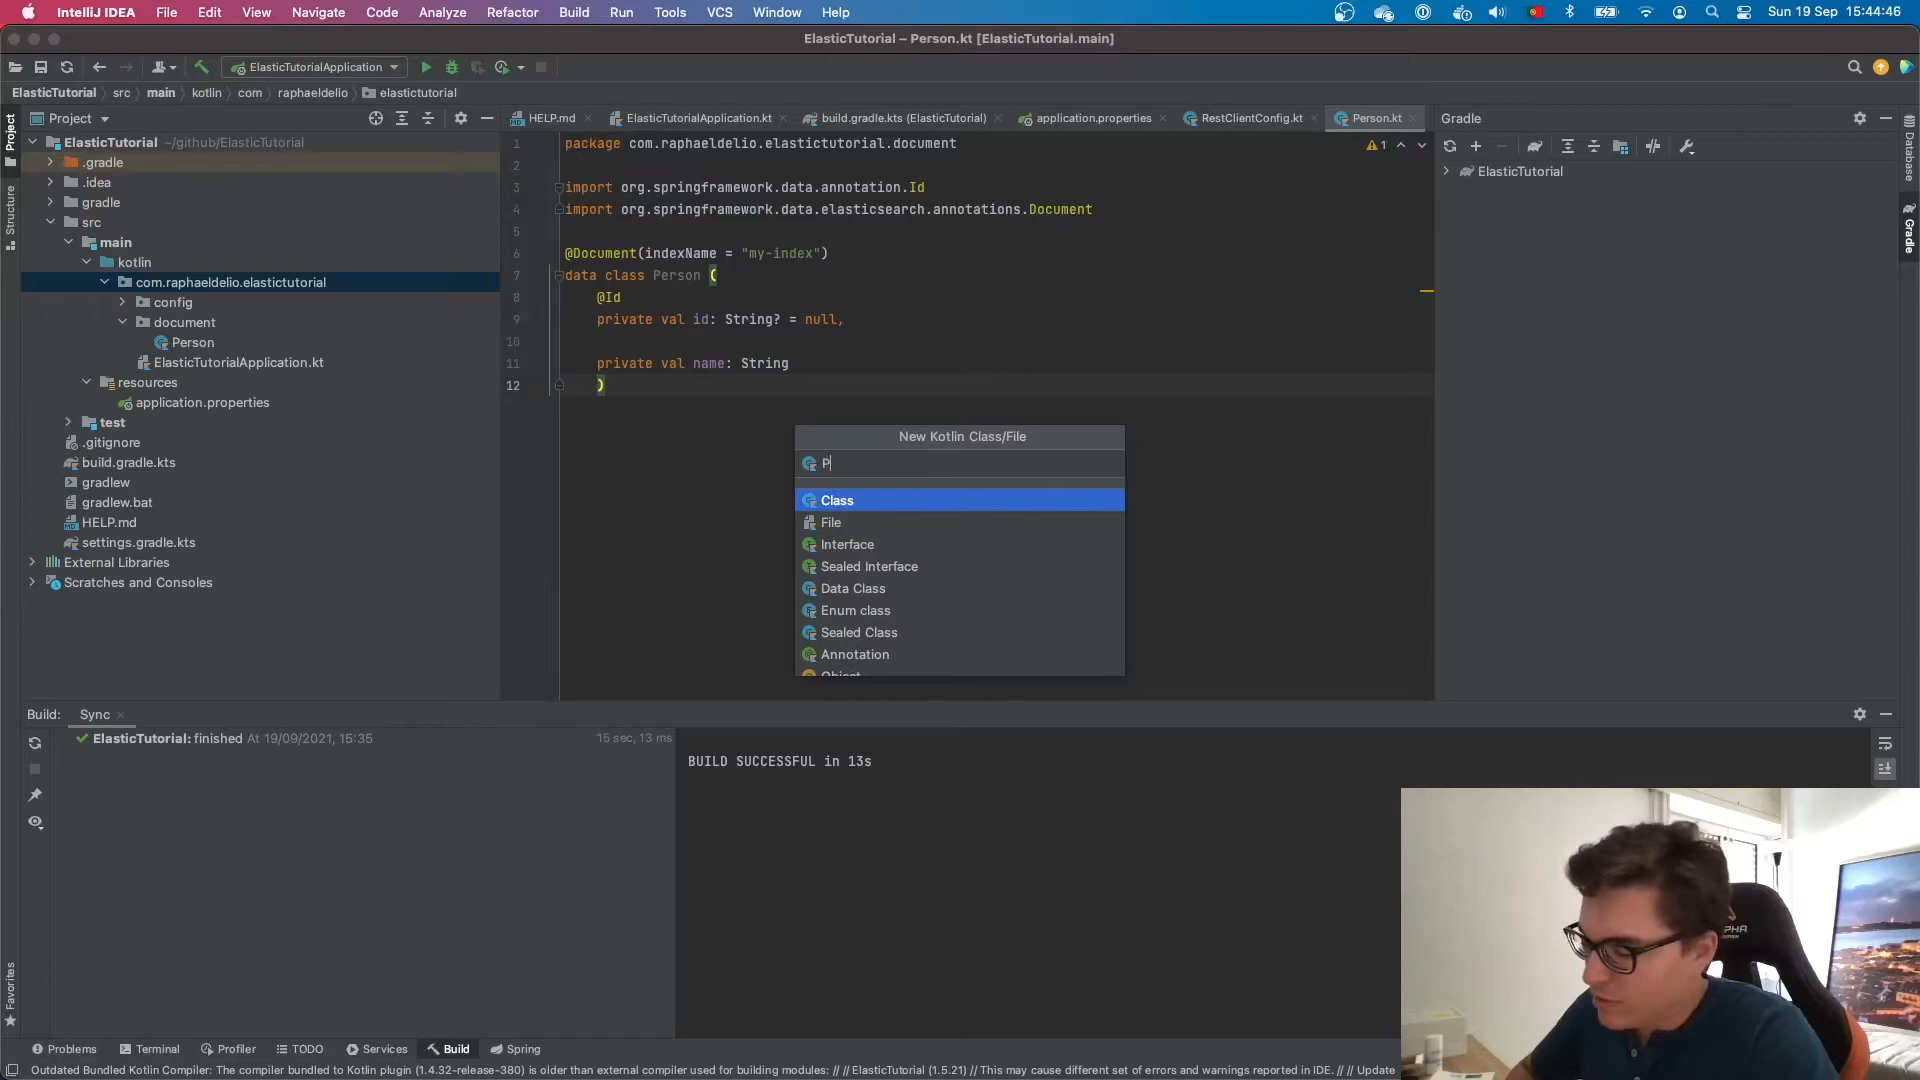 IntelliJ IDEA File Edit View Navigate Code Analyze Refactor Build Run Tools VCS Window Help Sun 19 Sep 15:44:46
ElasticTutorial – Person.kt [ElasticTutorial.main]
ElasticTutorialApplication
ElasticTutorial src main kotlin com raphaeldelio elastictutorial
Project
HELP.md ElasticTutorialApplication.kt build.gradle.kts (ElasticTutorial) application.properties RestClientConfig.kt Person.kt
Gradle
ElasticTutorial ~/github/ElasticTutorial
.gradle
.idea
gradle
src
main
kotlin
com.raphaeldelio.elastictutorial
config
document
Person
ElasticTutorialApplication.kt
resources
application.properties
test
.gitignore
build.gradle.kts
gradlew
gradlew.bat
HELP.md
settings.gradle.kts
External Libraries
Scratches and Consoles
1 package com.raphaeldelio.elastictutorial.document
2
3 import org.springframework.data.annotation.Id
4 import org.springframework.data.elasticsearch.annotations.Document
5
6 @Document(indexName = "my-index")
7 data class Person (
8 @Id
9 private val id: String? = null,
10
11 private val name: String
12 )
1
ElasticTutorial
New Kotlin Class/File
P
Class
File
Interface
Sealed Interface
Data Class
Enum class
Sealed Class
Annotation
Object
Project
Structure
Favorites
Database
Gradle
Build: Sync
ElasticTutorial: finished At 19/09/2021, 15:35 15 sec, 13 ms
BUILD SUCCESSFUL in 13s
Problems Terminal Profiler TODO Services Build Spring
Outdated Bundled Kotlin Compiler: The compiler bundled to Kotlin plugin (1.4.32-release-380) is older than external compiler used for building modules: // // ElasticTutorial (1.5.21) // This may cause different set of errors and warnings reported in IDE. // // Update